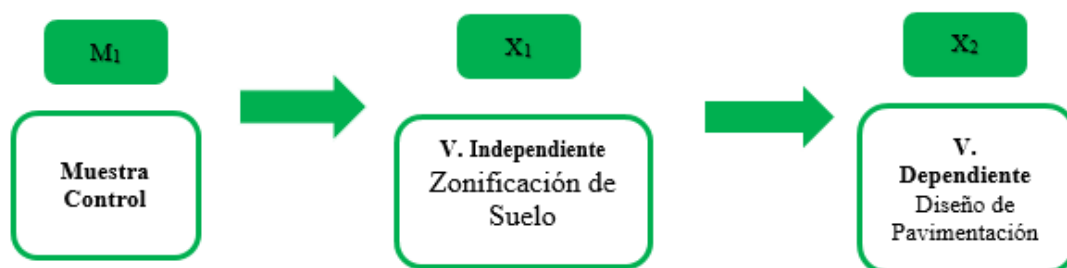 M₁
X₁
X₂
Muestra
Control
V. Independiente
Zonificación de
Suelo
V.
Dependiente
Diseño de
Pavimentación